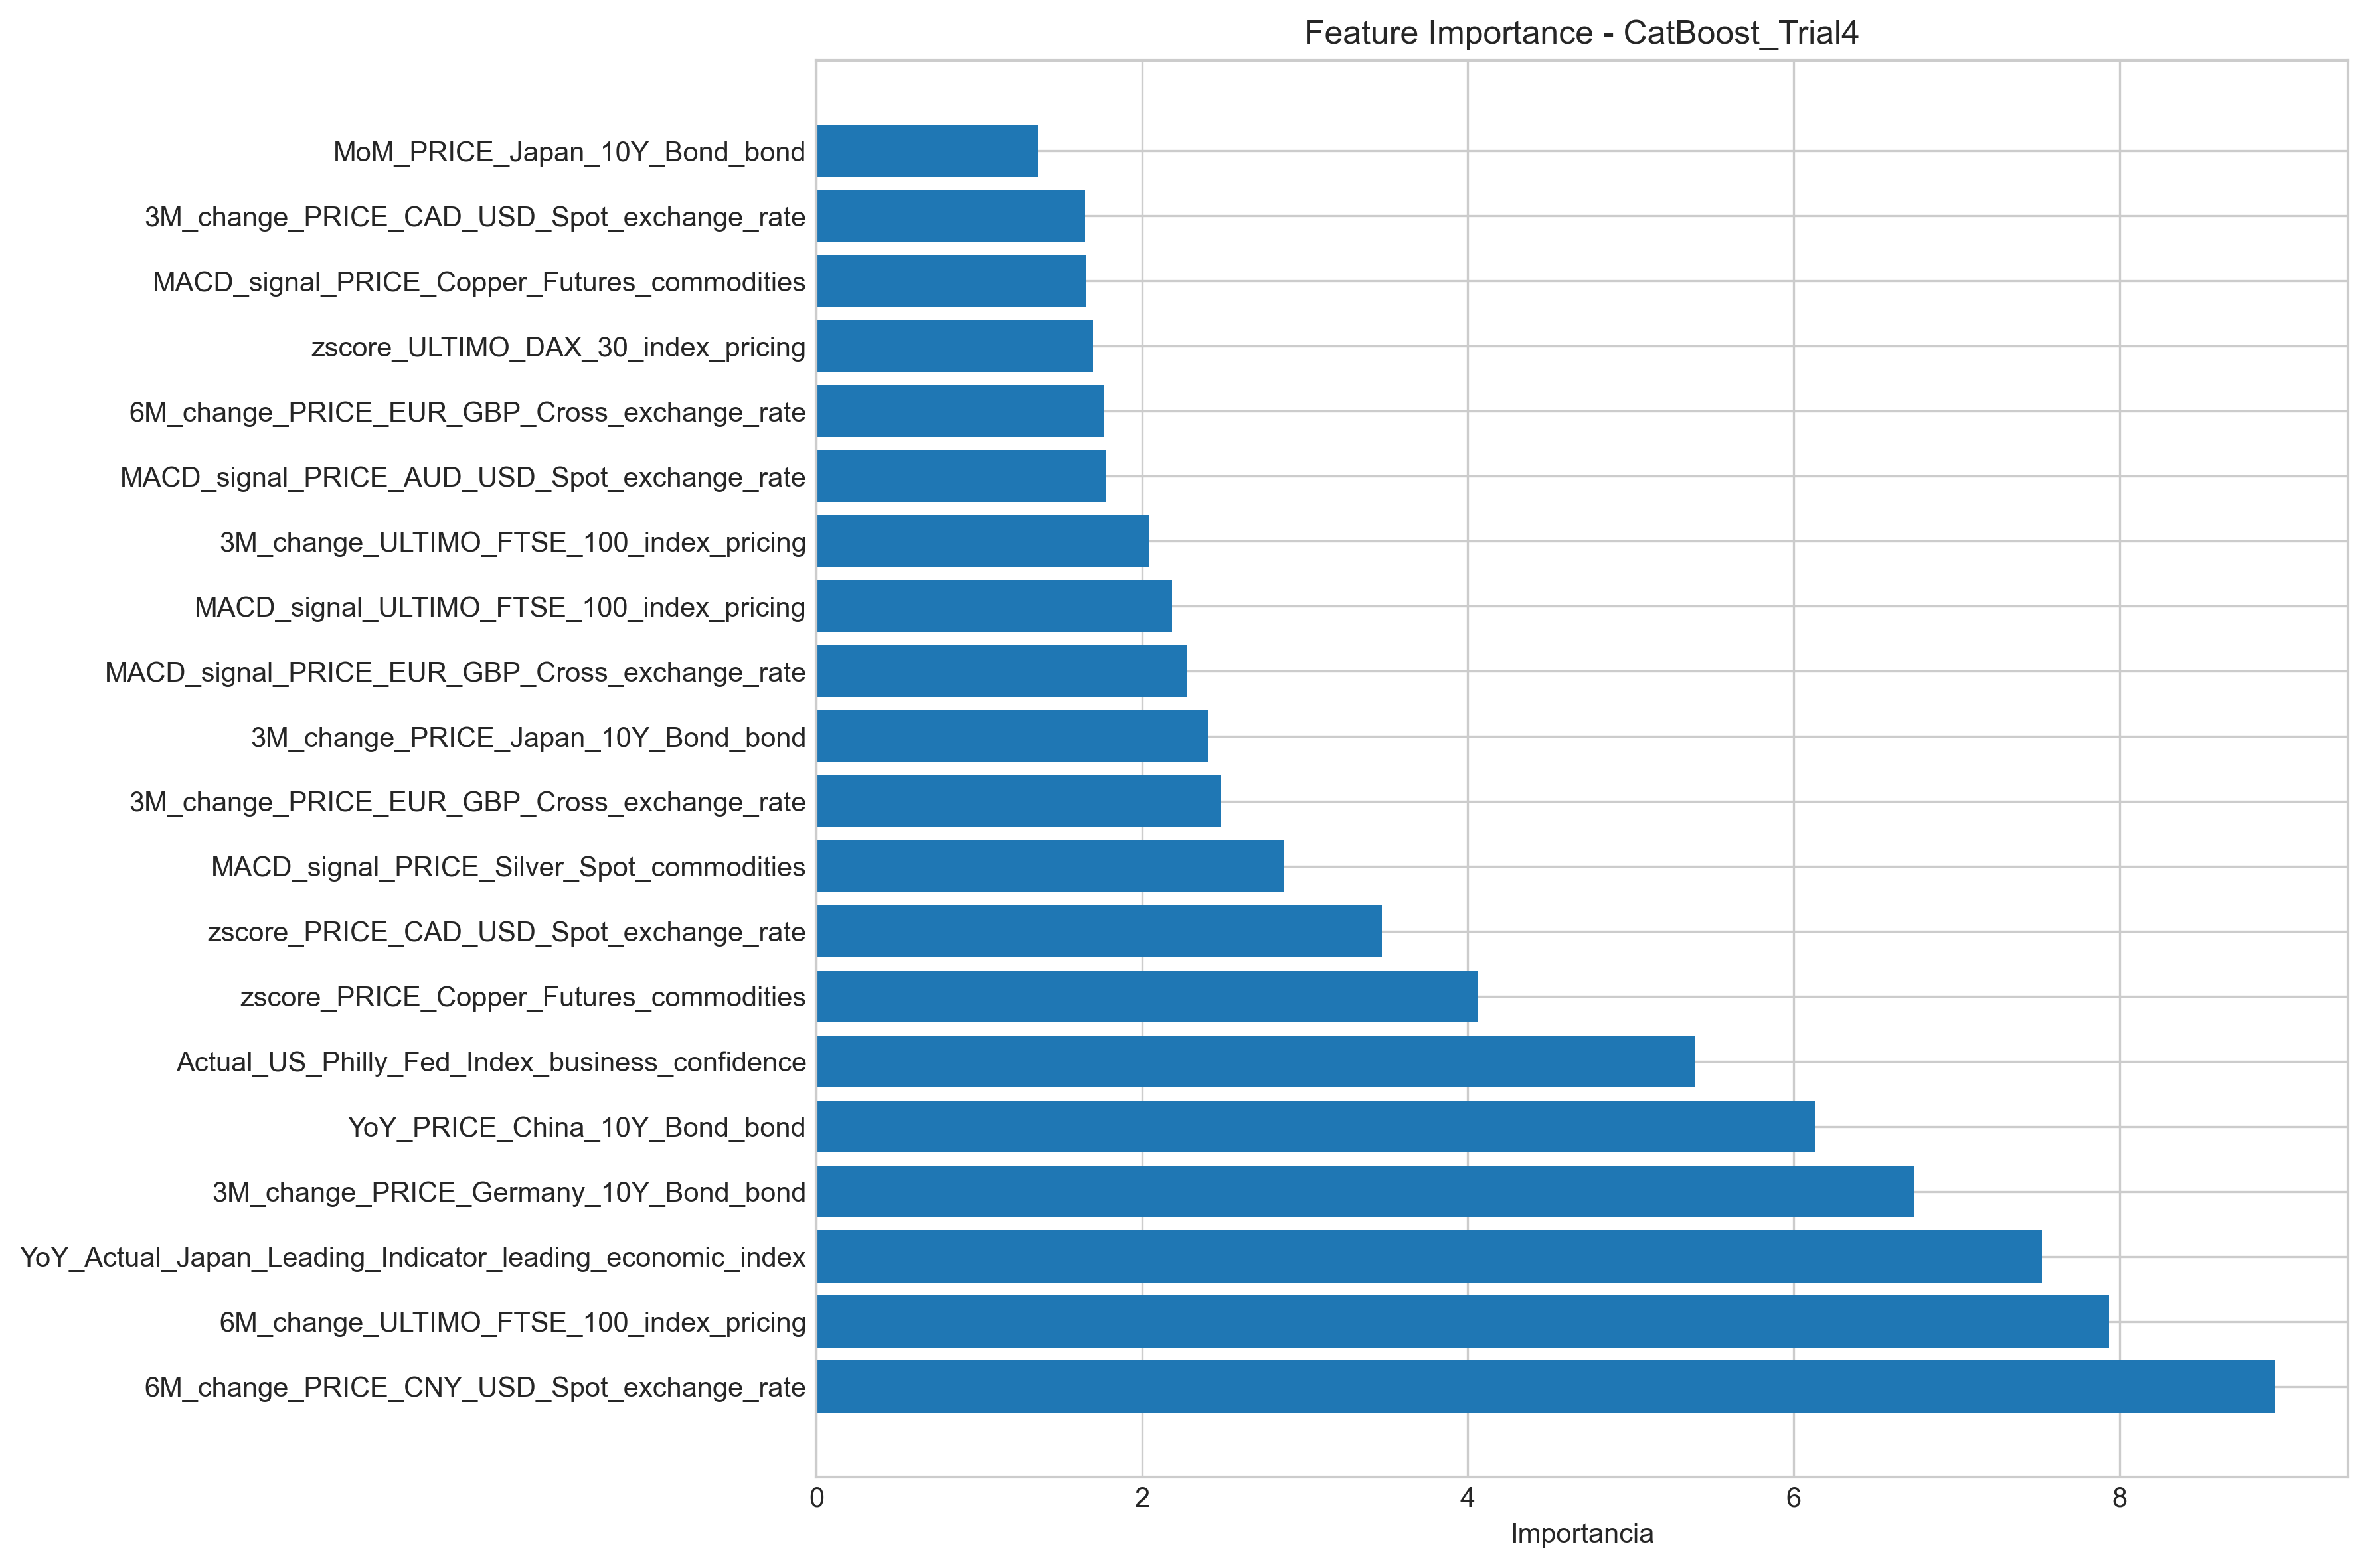 Feature Importance - CatBoost_Trial4
MoM_PRICE_Japan_10Y_Bond_bond
3M_change_PRICE_CAD_USD_Spot_exchange_rate
MACD_signal_PRICE_Copper_Futures_commodities
zscore_ULTIMO_DAX_30_index_pricing
6M_change_PRICE_EUR_GBP_Cross_exchange_rate
MACD_signal_PRICE_AUD_USD_Spot_exchange_rate
3M_change_ULTIMO_FTSE_100_index_pricing
MACD_signal_ULTIMO_FTSE_100_index_pricing
MACD_signal_PRICE_EUR_GBP_Cross_exchange_rate
3M_change_PRICE_Japan_10Y_Bond_bond
3M_change_PRICE_EUR_GBP_Cross_exchange_rate
MACD_signal_PRICE_Silver_Spot_commodities
zscore_PRICE_CAD_USD_Spot_exchange_rate
zscore_PRICE_Copper_Futures_commodities
Actual_US_Philly_Fed_Index_business_confidence
YoY_PRICE_China_10Y_Bond_bond
3M_change_PRICE_Germany_10Y_Bond_bond
YoY_Actual_Japan_Leading_Indicator_leading_economic_index
6M_change_ULTIMO_FTSE_100_index_pricing
6M_change_PRICE_CNY_USD_Spot_exchange_rate
0 2 4 6 8
Importancia